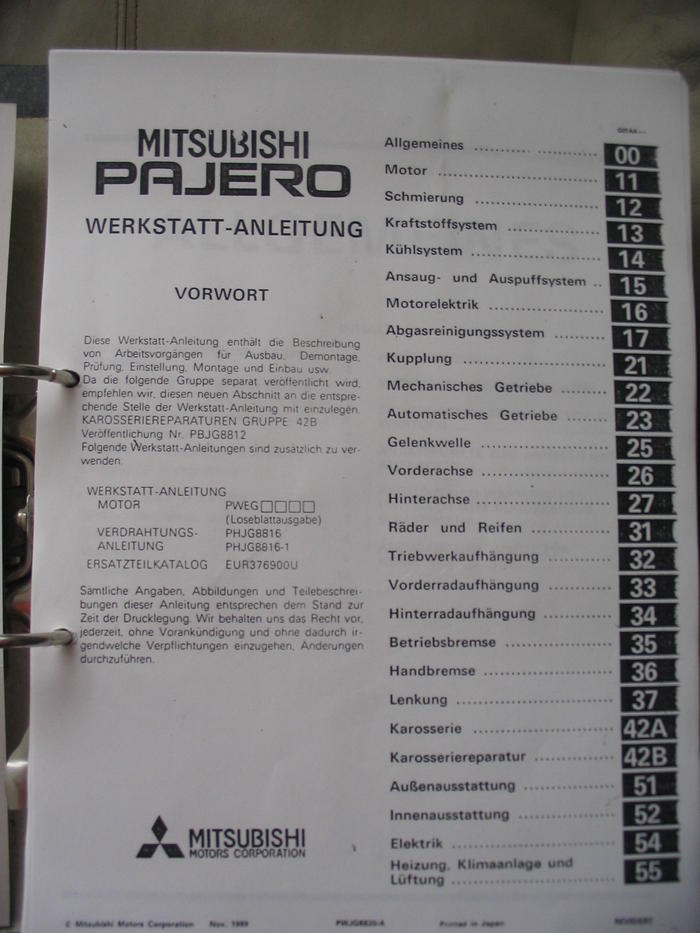 MITSUBISHI
PAJERO
WERKSTATT-ANLEITUNG
VORWORT
Diese Werkstatt-Anleitung enthält die Beschreibung
von Arbeitsvorgängen für Ausbau, Demontage,
Prüfung, Einstellung, Montage und Einbau usw.
Da die folgende Gruppe separat veröffentlicht wird,
empfehlen wir, diesen neuen Abschnitt an die entspre-
chende Stelle der Werkstatt-Anleitung mit einzulegen.
KAROSSERIEREPARATUREN GRUPPE 42B
Veröffentlichung Nr. PBJG8812
Folgende Werkstatt-Anleitungen sind zusätzlich zu ver-
wenden:
WERKSTATT-ANLEITUNG
MOTOR PWEG□□□□
(Loseblattausgabe)
VERDRAHTUNGS- PHJG8816
ANLEITUNG PHJG8816-1
ERSATZTEILKATALOG EUR376900U
Sämtliche Angaben, Abbildungen und Teilebeschrei-
bungen dieser Anleitung entsprechen dem Stand zur
Zeit der Drucklegung. Wir behalten uns das Recht vor,
jederzeit, ohne Vorankündigung und ohne dadurch ir-
gendwelche Verpflichtungen einzugehen, Änderungen
durchzuführen.
MITSUBISHI
MOTORS CORPORATION
Allgemeines .................... 00
Motor .................... 11
Schmierung .................... 12
Kraftstoffsystem .................... 13
Kühlsystem .................... 14
Ansaug- und Auspuffsystem .. 15
Motorelektrik .................... 16
Abgasreinigungssystem .................... 17
Kupplung .................... 21
Mechanisches Getriebe .......... 22
Automatisches Getriebe .......... 23
Gelenkwelle .................... 25
Vorderachse .................... 26
Hinterachse .................... 27
Räder und Reifen .................... 31
Triebwerkaufhängung .................... 32
Vorderradaufhängung .................... 33
Hinterradaufhängung .................... 34
Betriebsbremse .................... 35
Handbremse .................... 36
Lenkung .................... 37
Karosserie .................... 42A
Karosseriereparatur .................... 42B
Außenausstattung .................... 51
Innenausstattung .................... 52
Elektrik .................... 54
Heizung, Klimaanlage und
Lüftung .................... 55
© Mitsubishi Motors Corporation Nov. 1989 PWJG8820-A Printed in Japan REVIDIERT